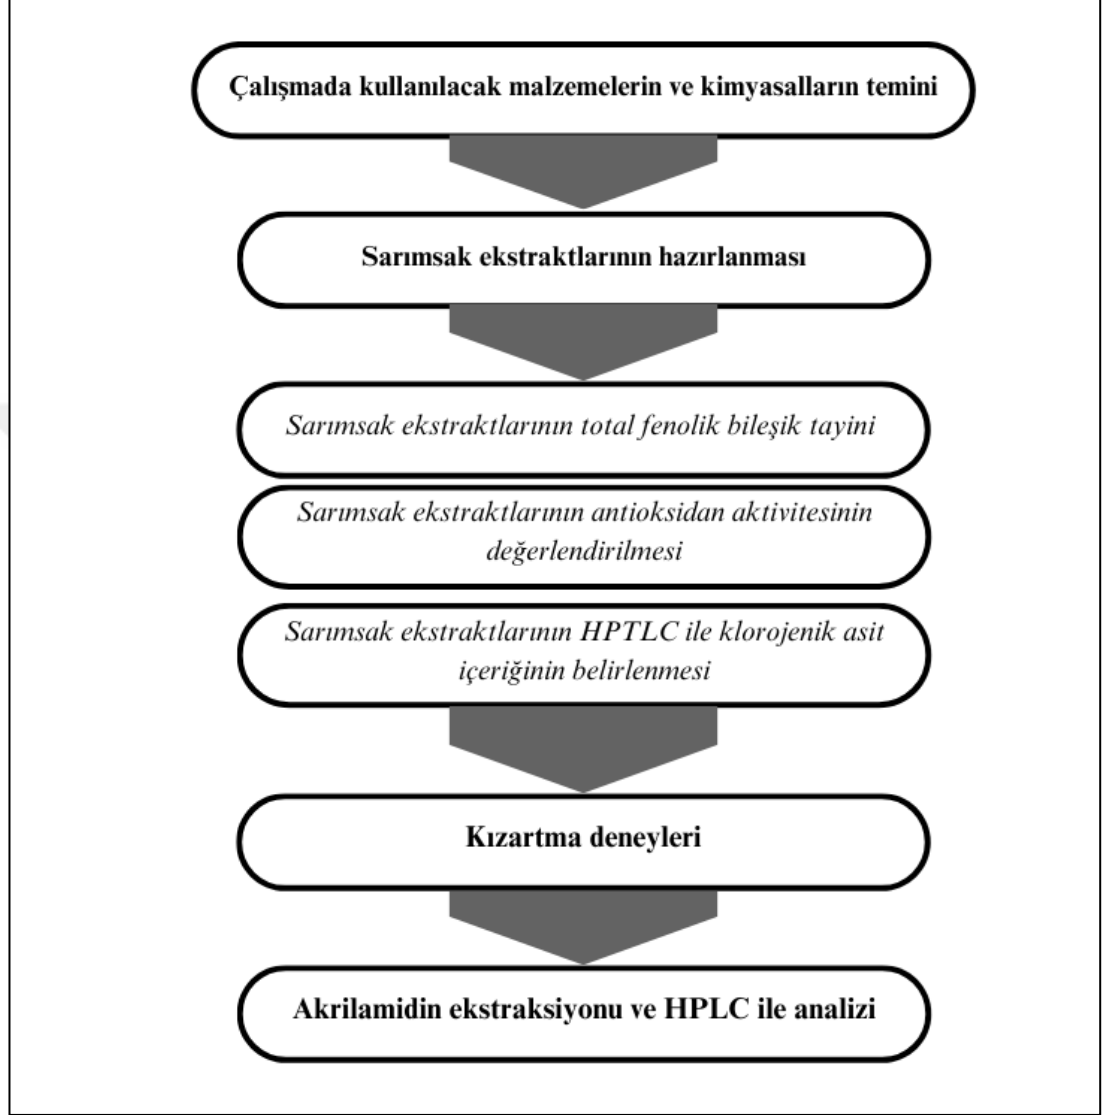 Çalışmada kullanılacak malzemelerin ve kimyasalların temini
Sarımsak ekstraktlarının hazırlanması
Sarımsak ekstraktlarının total fenolik bileşik tayini
Sarımsak ekstraktlarının antioksidan aktivitesinin
değerlendirilmesi
Sarımsak ekstraktlarının HPTLC ile klorojenik asit
içeriğinin belirlenmesi
Kızartma deneyleri
Akrilamidin ekstraksiyonu ve HPLC ile analizi